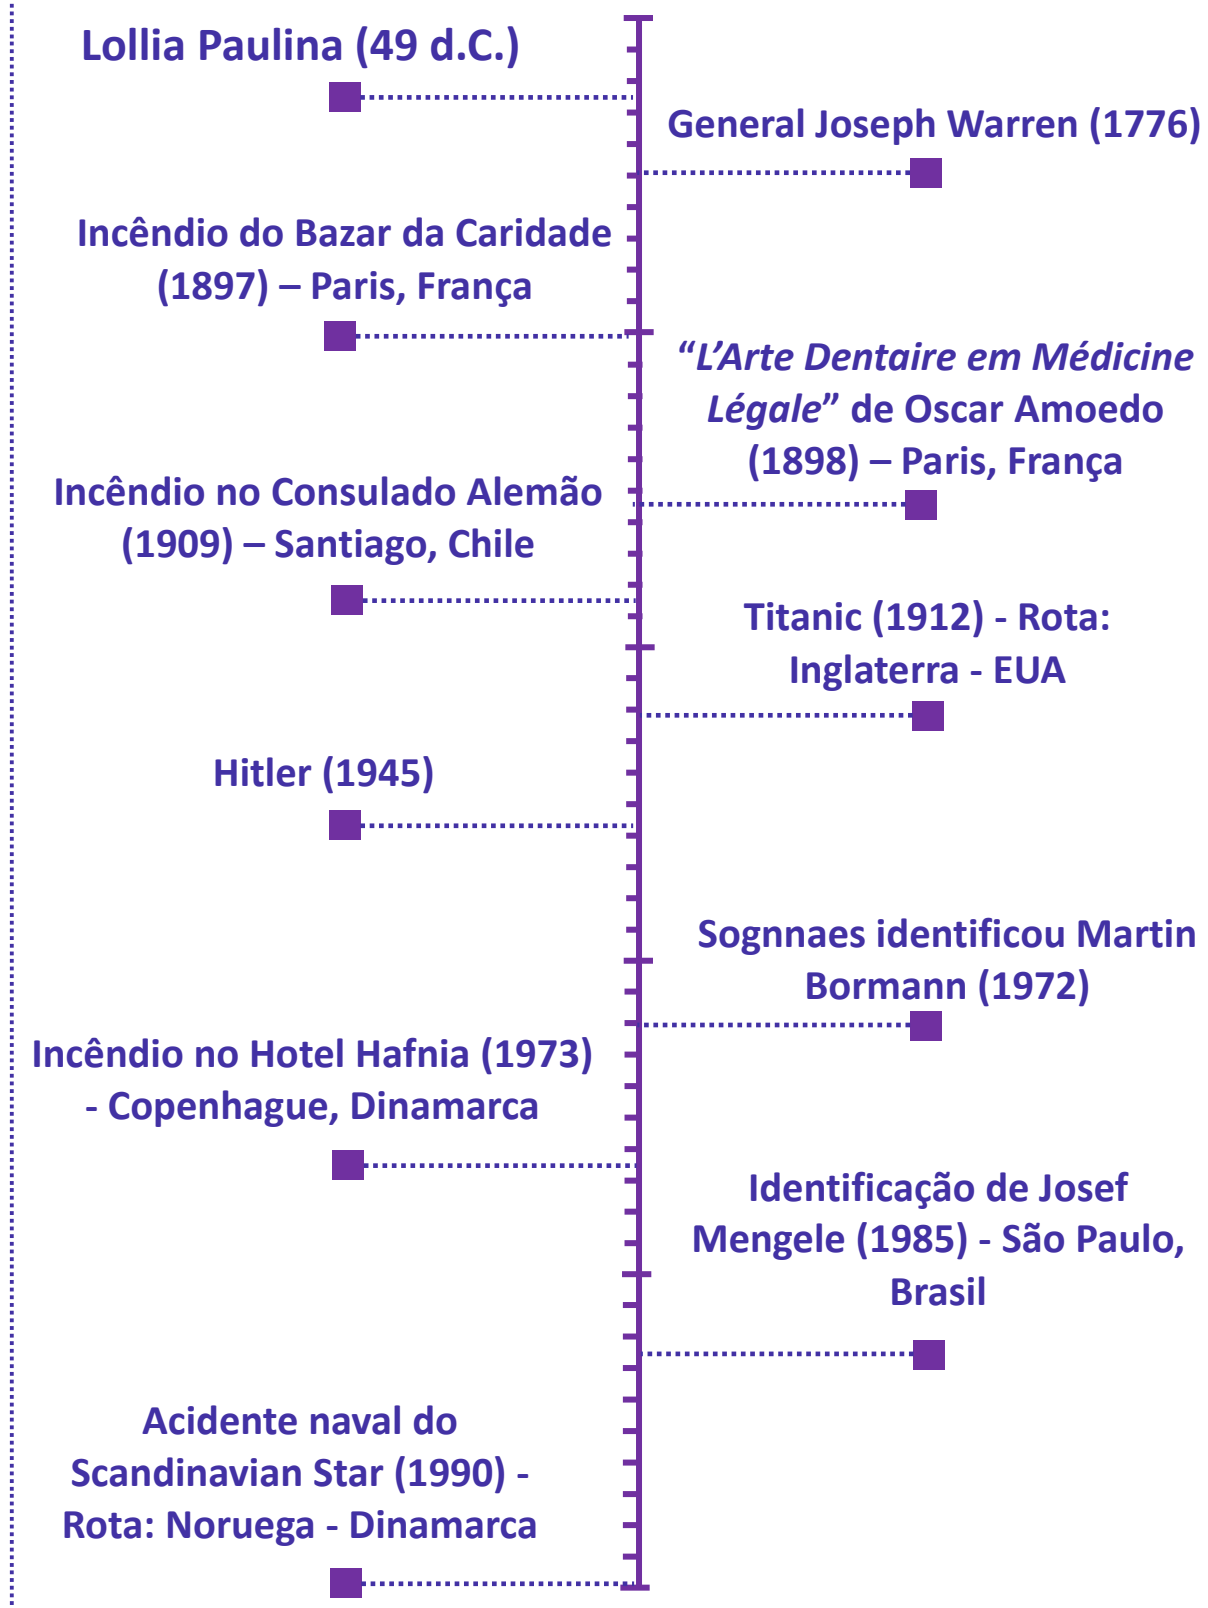 Lollia Paulina (49 d.C.)
General Joseph Warren (1776)
Incêndio do Bazar da Caridade
(1897) – Paris, França
“L’Arte Dentaire em Médicine
Légale” de Oscar Amoedo
(1898) – Paris, França
Incêndio no Consulado Alemão
(1909) – Santiago, Chile
Titanic (1912) - Rota:
Inglaterra - EUA
Hitler (1945)
Sognnaes identificou Martin
Bormann (1972)
Incêndio no Hotel Hafnia (1973)
- Copenhague, Dinamarca
Identificação de Josef
Mengele (1985) - São Paulo,
Brasil
Acidente naval do
Scandinavian Star (1990) -
Rota: Noruega - Dinamarca